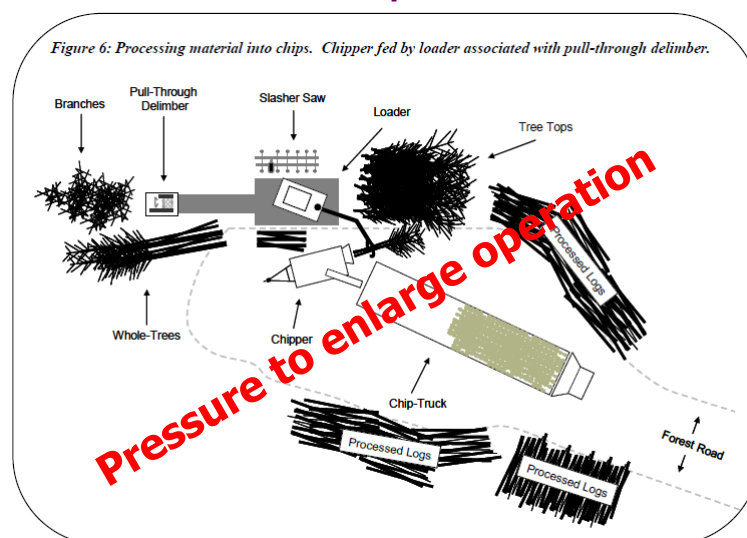 Figure 6: Processing material into chips.  Chipper fed by loader associated with pull-through delimber.
Branches
Pull-Through
Delimber
Slasher Saw
Loader
Tree Tops
Processed Logs
Whole-Trees
Chipper
Chip-Truck
Forest Road
Processed Logs
Processed Logs
Pressure to enlarge operation